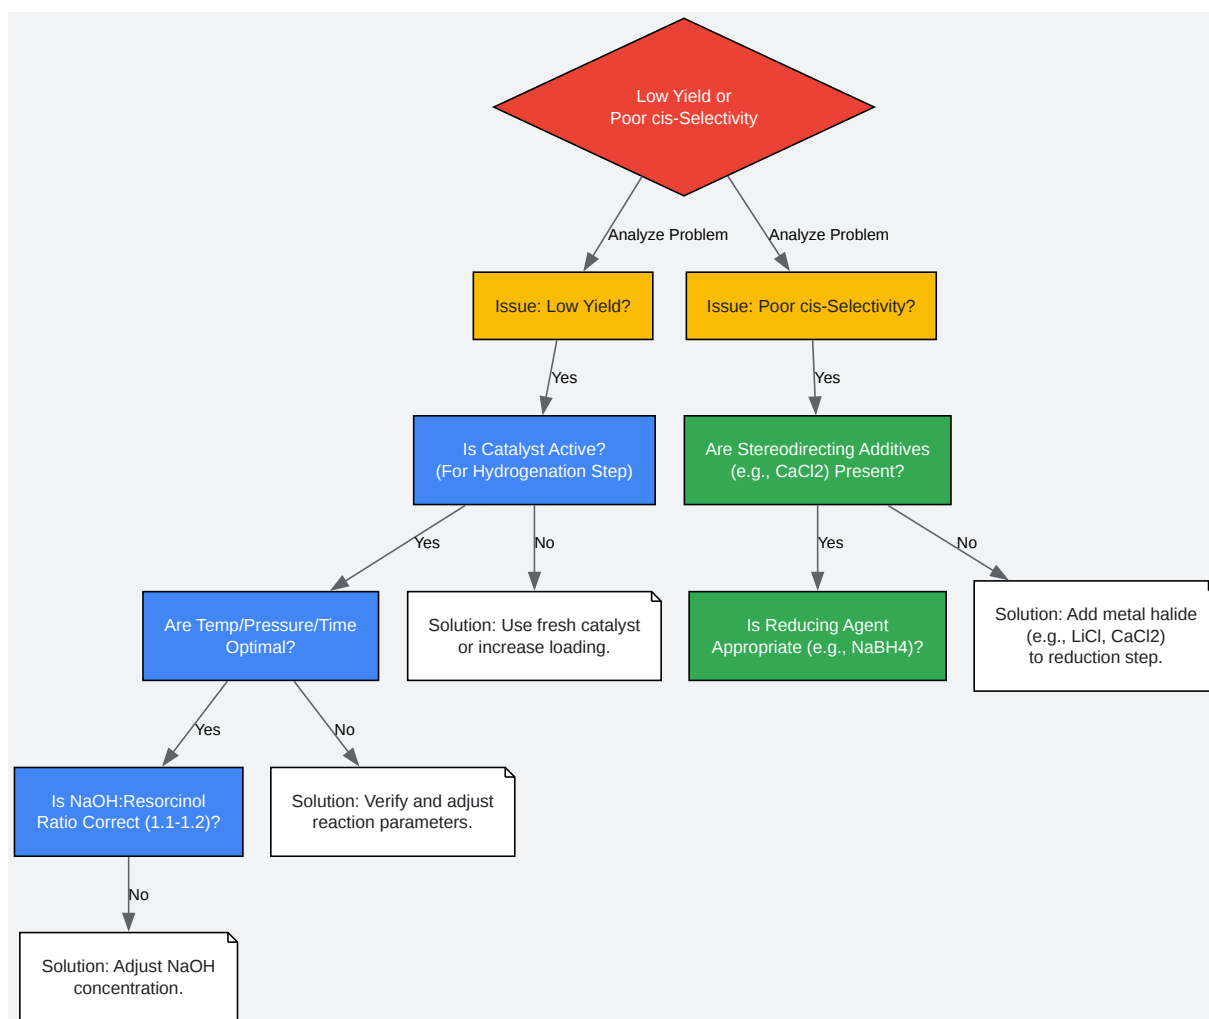 Low Yield or
Poor cis-Selectivity
Analyze Problem
Analyze Problem
Issue: Low Yield?
Issue: Poor cis-Selectivity?
Yes
Yes
Is Catalyst Active?
(For Hydrogenation Step)
Are Stereodirecting Additives
(e.g., CaCl2) Present?
Yes
No
Yes
No
Are Temp/Pressure/Time
Optimal?
Solution: Use fresh catalyst
or increase loading.
Is Reducing Agent
Appropriate (e.g., NaBH4)?
Solution: Add metal halide
(e.g., LiCl, CaCl2)
to reduction step.
Yes
No
Is NaOH:Resorcinol
Ratio Correct (1.1-1.2)?
Solution: Verify and adjust
reaction parameters.
No
Solution: Adjust NaOH
concentration.